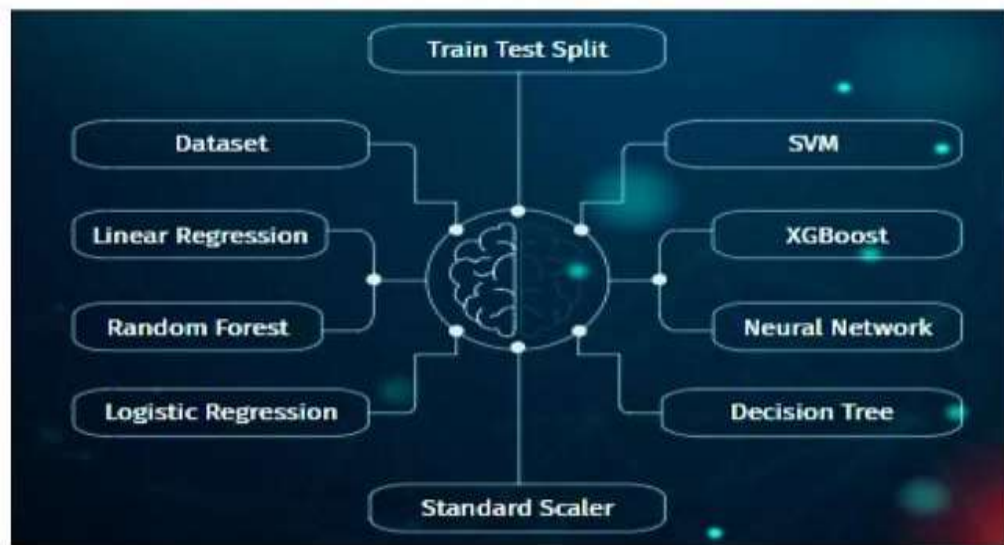 Train Test Split
Dataset
SVM
Linear Regression
XGBoost
Random Forest
Neural Network
Logistic Regression
Decision Tree
Standard Scaler